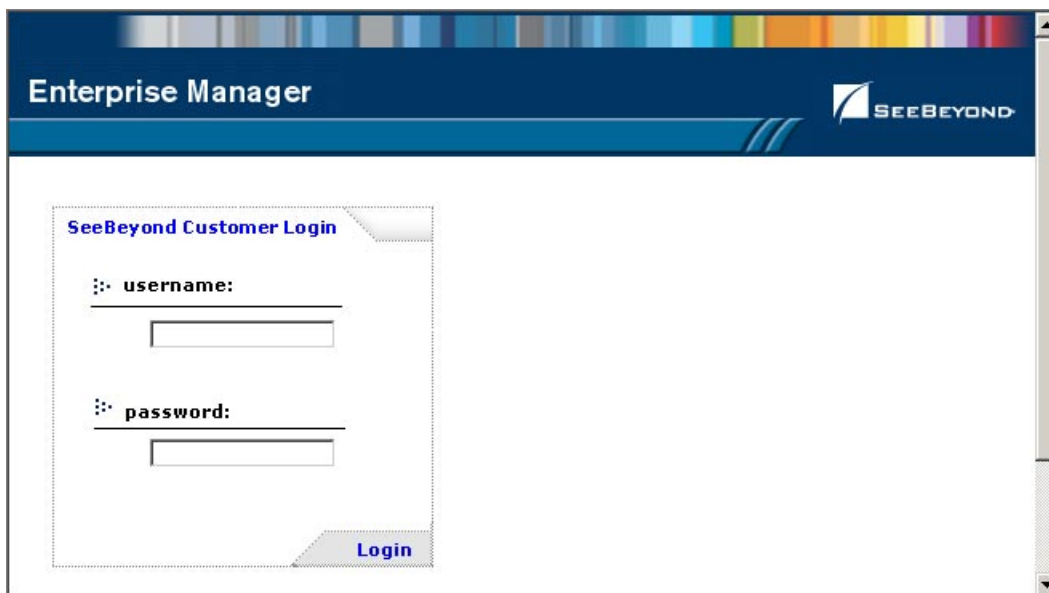 Enterprise Manager
SEEBEYOND
SeeBeyond Customer Login
username:
password:
Login